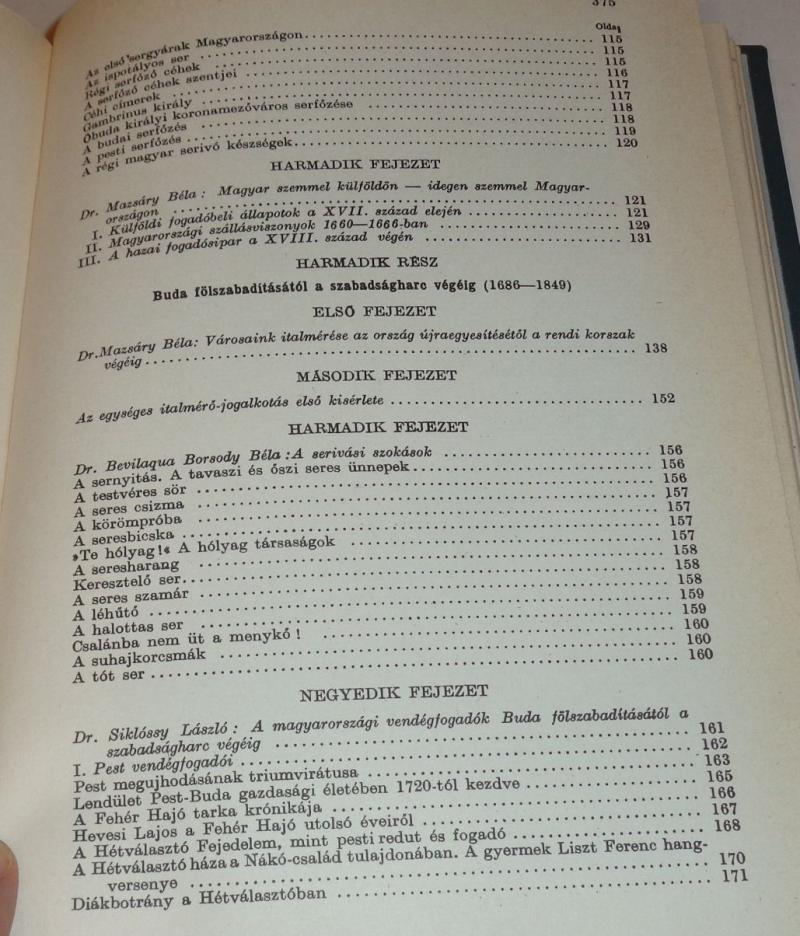 375
Oldal
Az első sergyárak Magyarországon ........ 115
Az ispotályos ser ........ 115
Régi serfőző céhek ........ 115
A serfőző céhek szentjei ........ 116
Céhi címerek ........ 117
Gambrinus király ........ 117
Óbuda királyi koronamezőváros serfőzése ........ 118
A budai serfőzés ........ 118
A pesti serfőzés ........ 119
A régi magyar serivó készségek ........ 120
HARMADIK FEJEZET
Dr. Mazsáry Béla : Magyar szemmel külföldön — idegen szemmel Magyar-
országon ........ 121
I. Külföldi fogadóbeli állapotok a XVII. század elején ........ 121
II. Magyarországi szállásviszonyok 1660—1666-ban ........ 129
III. A hazai fogadósipar a XVIII. század végén ........ 131
HARMADIK RÉSZ
Buda fölszabadításától a szabadságharc végéig (1686—1849)
ELSŐ FEJEZET
Dr. Mazsáry Béla: Városaink italmérése az ország újraegyesítésétől a rendi korszak
végéig ........ 138
MÁSODIK FEJEZET
Az egységes italmérő-jogalkotás első kisérlete ........ 152
HARMADIK FEJEZET
Dr. Bevilaqua Borsody Béla : A serivási szokások ........ 156
A sernyitás. A tavaszi és őszi seres ünnepek ........ 156
A testvéres sör ........ 156
A seres csizma ........ 157
A körömpróba ........ 157
A seresbicska ........ 157
»Te hólyag!« A hólyag társaságok ........ 157
A seresharang ........ 158
Keresztelő ser ........ 158
A seres szamár ........ 158
A léhűtő ........ 159
A halottas ser ........ 159
Csalánba nem üt a menykő ! ........ 160
A suhajkorcsmák ........ 160
A tót ser ........ 160
NEGYEDIK FEJEZET
Dr. Siklóssy László : A magyarországi vendégfogadók Buda fölszabadításától a
szabadságharc végéig ........ 161
I. Pest vendégfogadói ........ 162
Pest megujhodásának triumvirátusa ........ 163
Lendület Pest-Buda gazdasági életében 1720-tól kezdve ........ 165
A Fehér Hajó tarka krónikája ........ 166
Hevesi Lajos a Fehér Hajó utolsó éveiről ........ 167
A Hétválasztó Fejedelem, mint pesti redut és fogadó ........ 168
A Hétválasztó háza a Nákó-család tulajdonában. A gyermek Liszt Ferenc hang-
versenye ........ 170
Diákbotrány a Hétválasztóban ........ 171